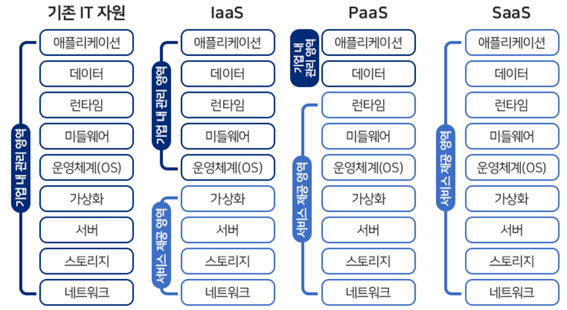 기존 IT 자원
애플리케이션
데이터
런타임
미들웨어
운영체계(OS)
가상화
서버
스토리지
네트워크
기업 내 관리 영역
IaaS
애플리케이션
데이터
런타임
미들웨어
운영체계(OS)
가상화
서버
스토리지
네트워크
기업 내 관리 영역
서비스 제공 영역
PaaS
애플리케이션
데이터
런타임
미들웨어
운영체계(OS)
가상화
서버
스토리지
네트워크
기업 내
관리 영역
서비스 제공 영역
SaaS
애플리케이션
데이터
런타임
미들웨어
운영체계(OS)
가상화
서버
스토리지
네트워크
서비스 제공 영역